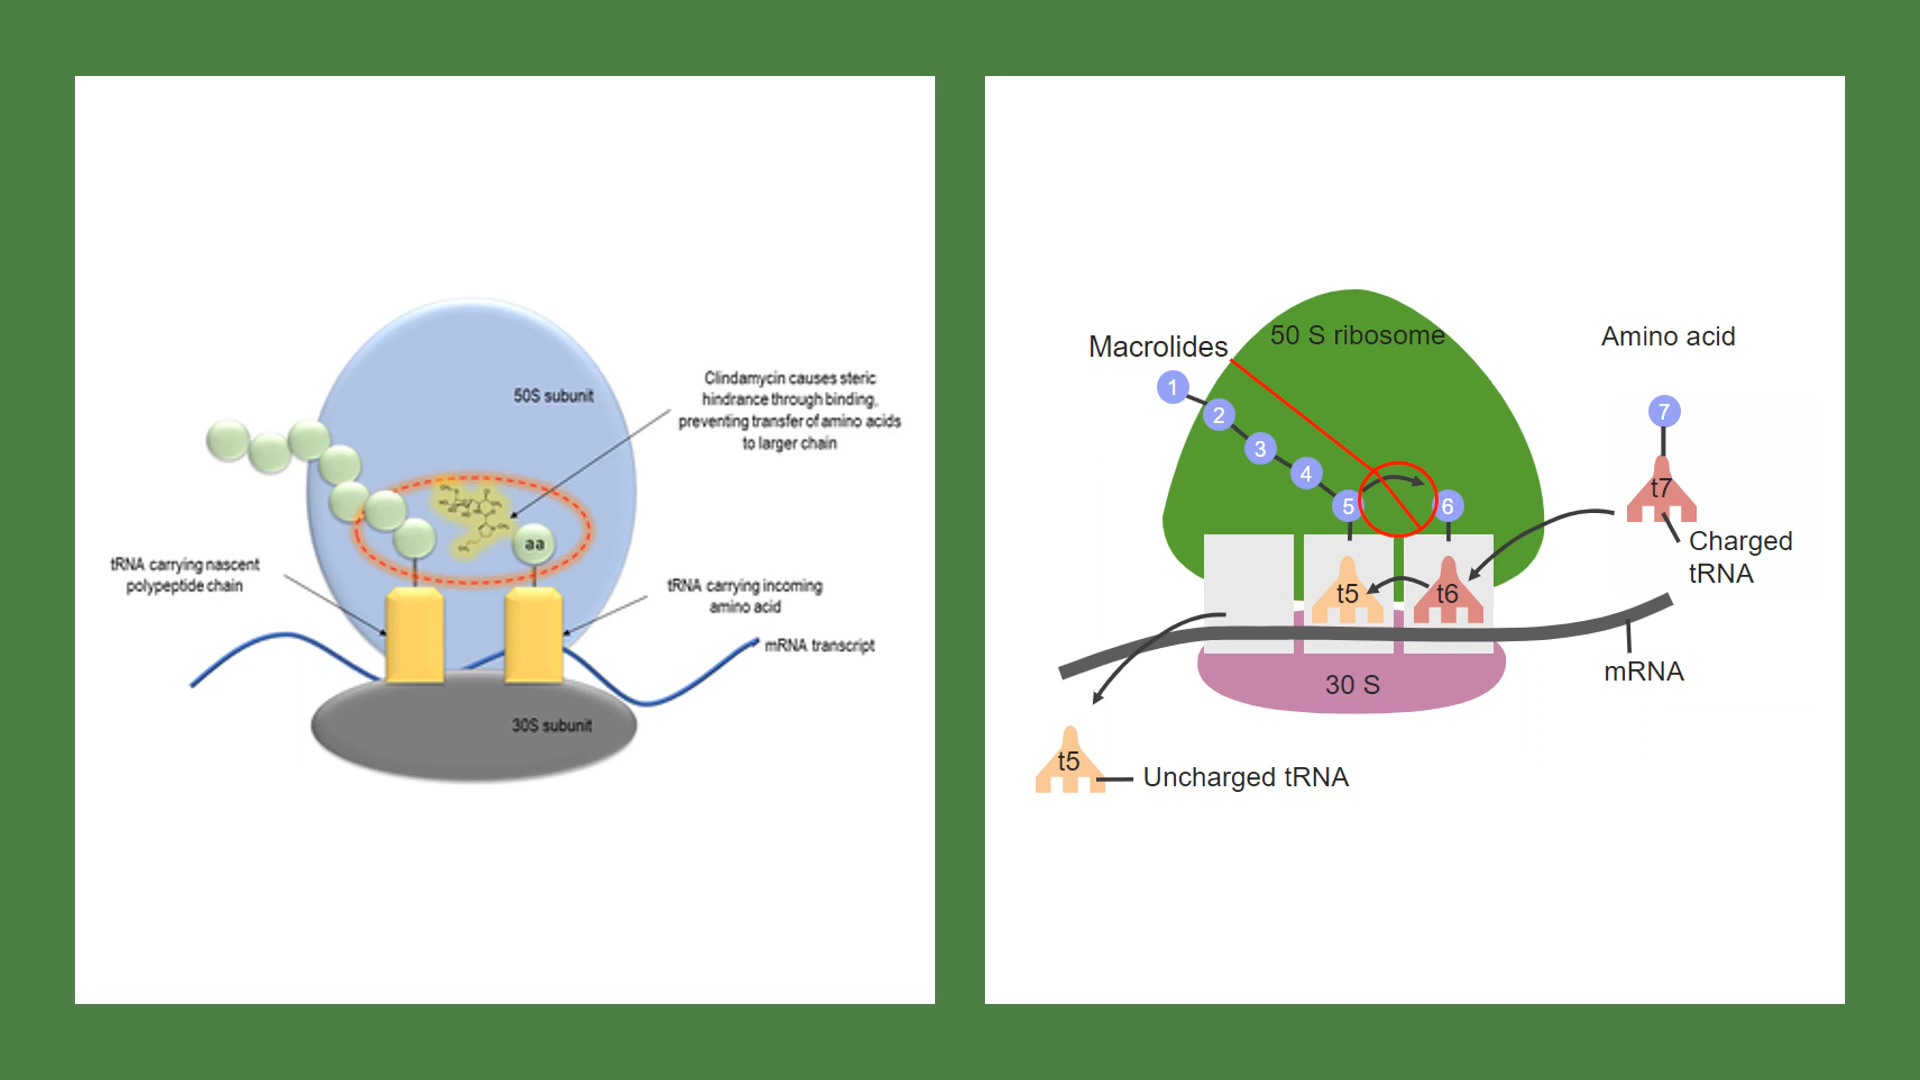 50S subunit
Clindamycin causes steric
hindrance through binding,
preventing transfer of amino acids
to larger chain
aa
tRNA carrying nascent
polypeptide chain
tRNA carrying incoming
amino acid
mRNA transcript
30S subunit
Macrolides
50 S ribosome
Amino acid
1
2
3
4
5
6
7
t7
Charged
tRNA
t5
t6
mRNA
30 S
t5
Uncharged tRNA